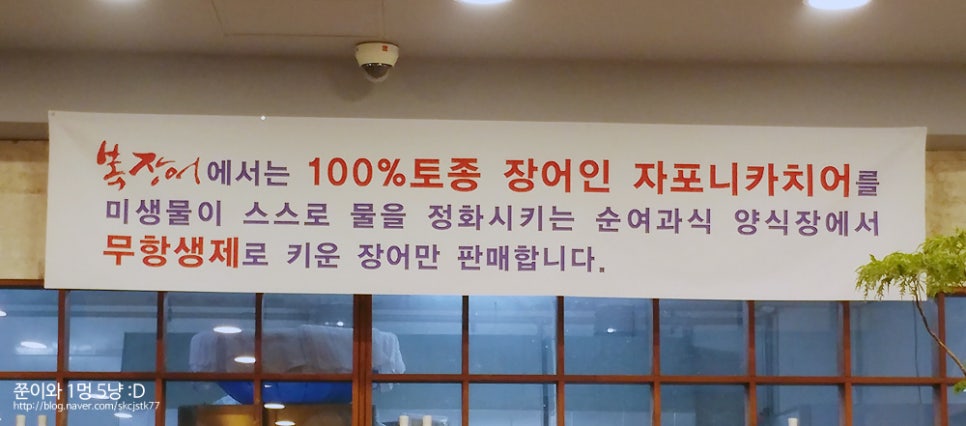 복장어에서는 100%토종 장어인 자포니카치어를
미생물이 스스로 물을 정화시키는 순여과식 양식장에서
무항생제로 키운 장어만 판매합니다.
쭌이와 1멍 5냥 :D
http://blog.naver.com/skcjstk77